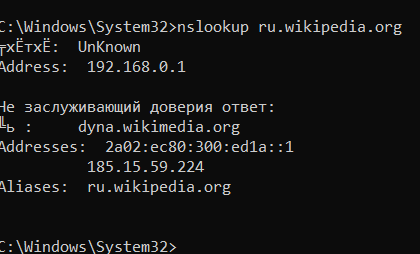 C:\Windows\System32>nslookup ru.wikipedia.org
╤хЁтхЁ:  UnKnown
Address:  192.168.0.1
Не заслуживающий доверия ответ:
╚ь :     dyna.wikimedia.org
Addresses:  2a02:ec80:300:ed1a::1
185.15.59.224
Aliases:  ru.wikipedia.org
C:\Windows\System32>